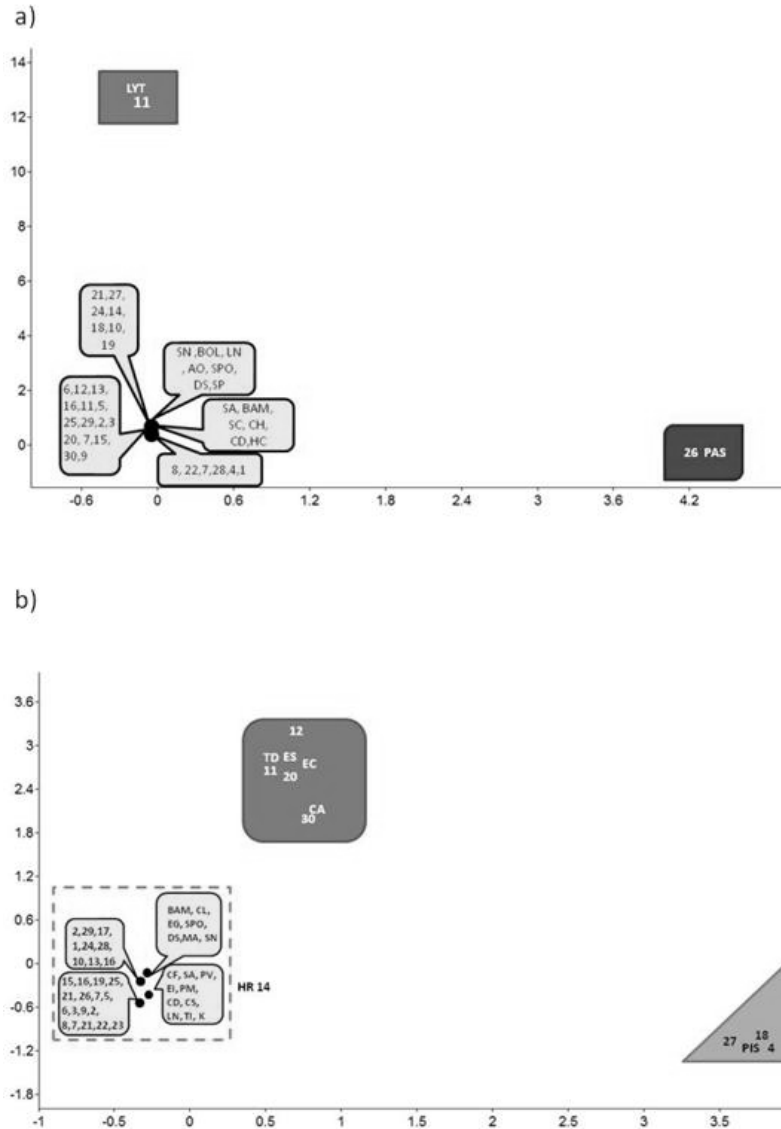 a)
14
12
10
8
6
4
2
0
LYT
11
21,27,
24,14,
18,10,
19
SN ,BOL, LN
, AO, SPO,
DS,SP
6,12,13,
16,11,5,
25,29,2,3
20, 7,15,
30,9
SA, BAM,
SC, CH,
CD,HC
8, 22,7,28,4,1
26 PAS
-0.6 0 0.6 1.2 1.8 2.4 3 3.6 4.2
b)
3.6
3
2.4
1.8
1.2
0.6
0
-0.6
-1.2
-1.8
12
TD ES EC
11 20
CA
30
BAM, CL,
EG, SPO,
DS,MA, SN
2,29,17,
1,24,28,
10,13,16
15,16,19,25,
21, 26,7,5,
6,3,9,2,
8,7,21,22,23
CF, SA, PV,
EI, PM,
CD, CS,
LN, TI, K
HR 14
27 18
PIS 4
-1 -0.5 0 0.5 1 1.5 2 2.5 3 3.5